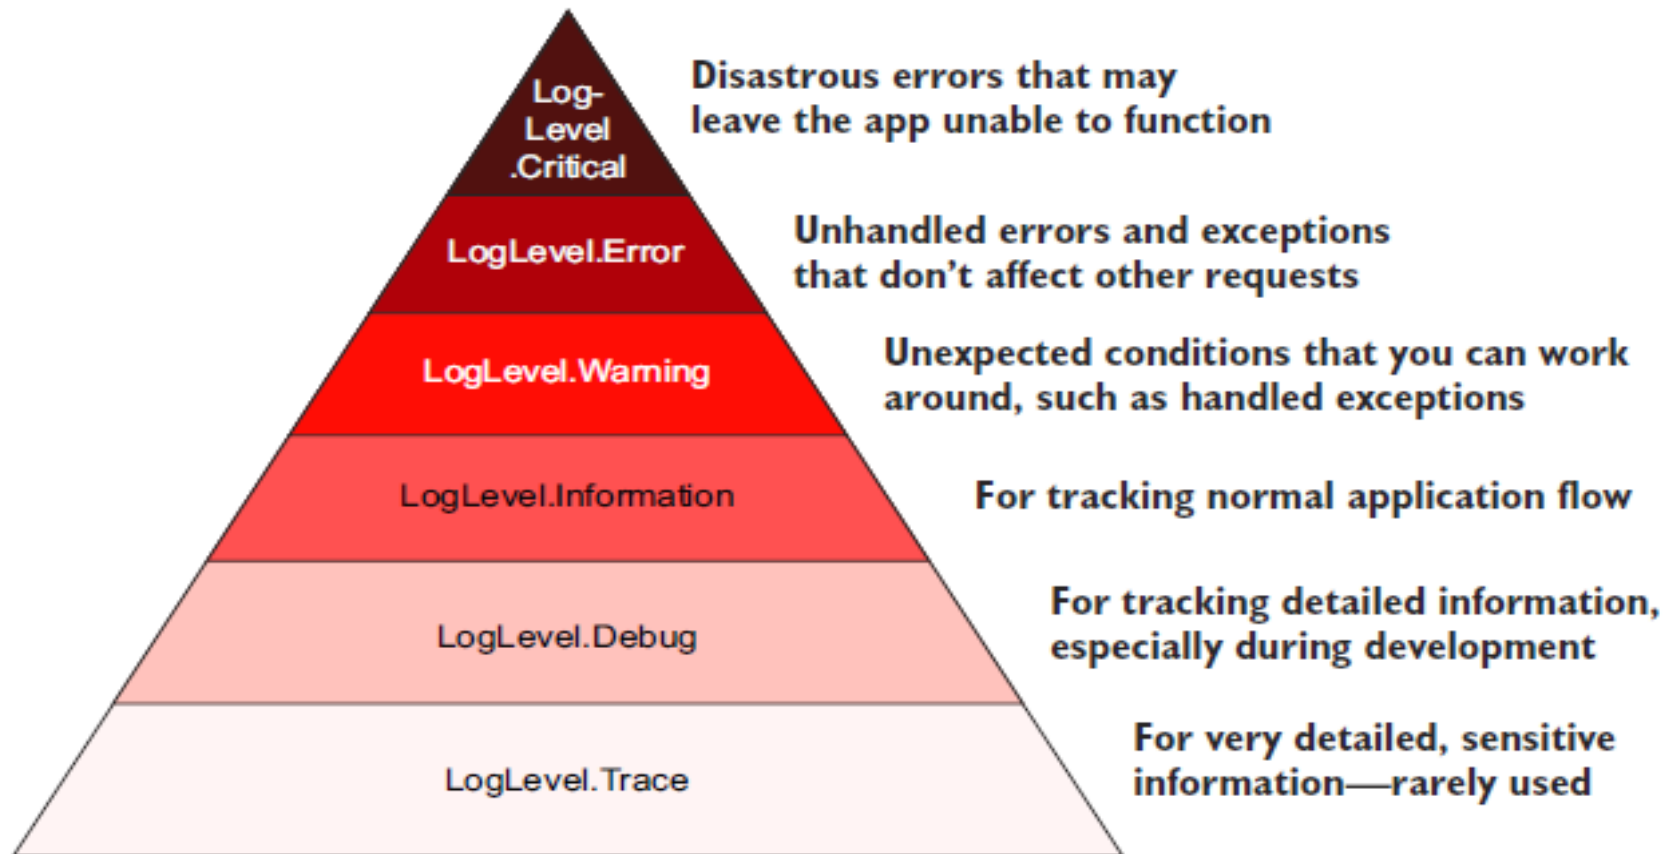 Log-
Level
.Critical
Disastrous errors that may
leave the app unable to function
LogLevel.Error
Unhandled errors and exceptions
that don’t affect other requests
LogLevel.Warning
Unexpected conditions that you can work
around, such as handled exceptions
LogLevel.Information
For tracking normal application flow
LogLevel.Debug
For tracking detailed information,
especially during development
LogLevel.Trace
For very detailed, sensitive
information—rarely used